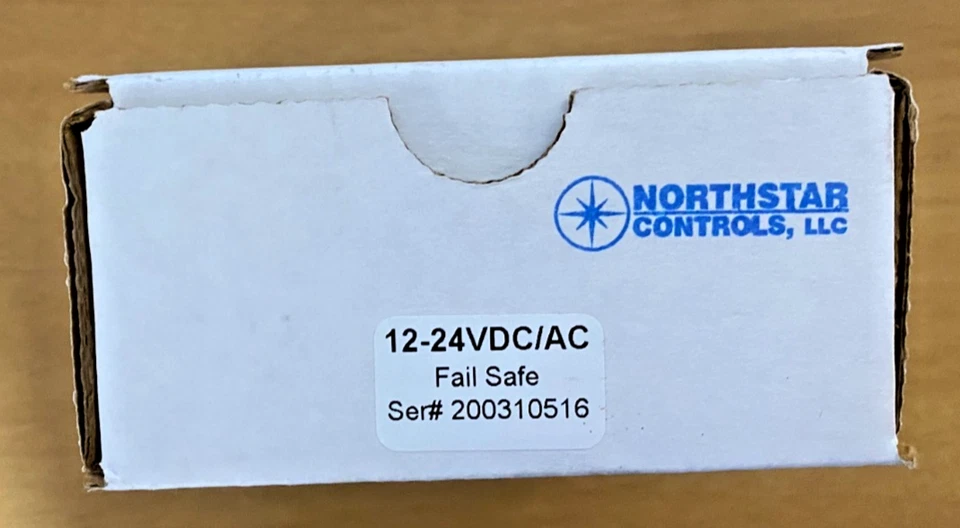 NORTHSTAR
CONTROLS, LLC
12-24VDC/AC
Fail Safe
Ser# 200310516